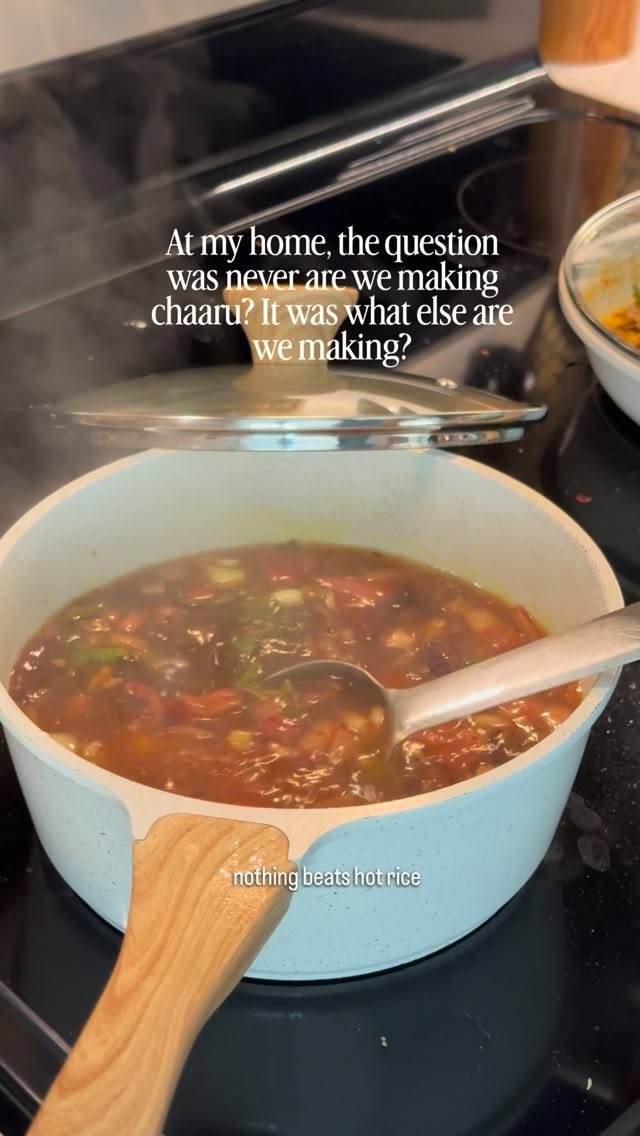 At my home, the question
was never are we making
chaaru? It was what else are
we making?
nothing beats hot rice